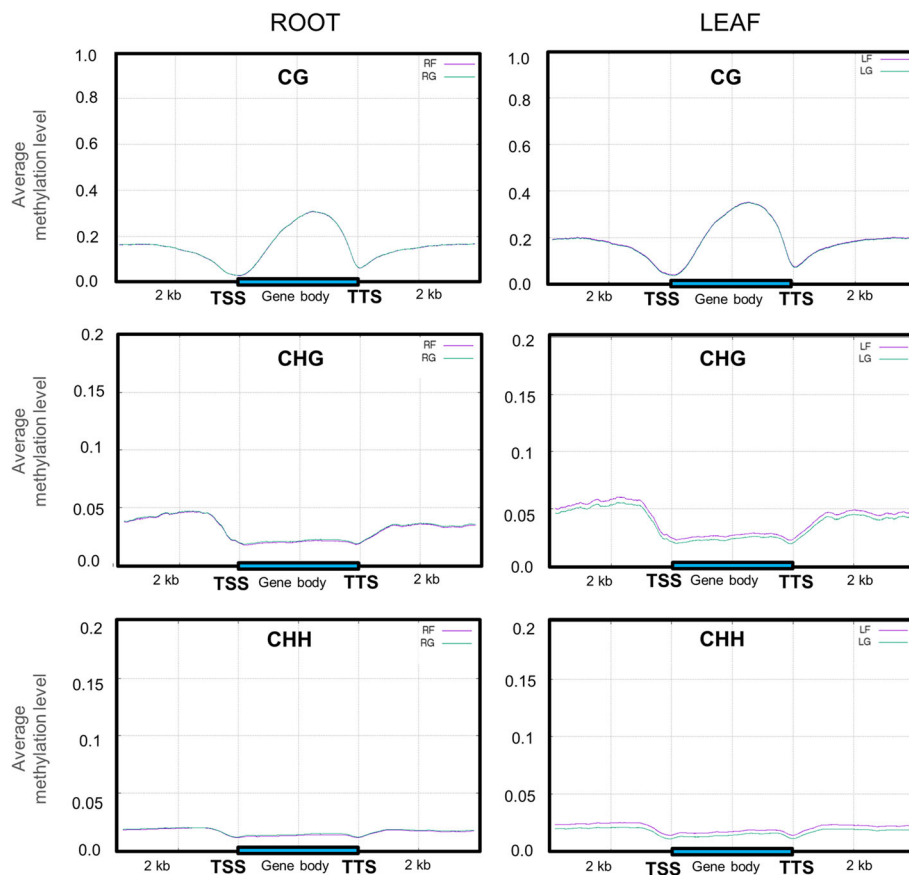 ROOT
LEAF
Average
methylation level
1.0
0.8
0.6
0.4
0.2
0.0
CG
RF
RG
2 kb
TSS
Gene body
TTS
2 kb
1.0
0.8
0.6
0.4
0.2
0.0
CG
LF
LG
2 kb
TSS
Gene body
TTS
2 kb
Average
methylation level
0.2
0.15
0.1
0.05
0.0
CHG
RF
RG
2 kb
TSS
Gene body
TTS
2 kb
0.2
0.15
0.1
0.05
0.0
CHG
LF
LG
2 kb
TSS
Gene body
TTS
2 kb
Average
methylation level
0.2
0.15
0.1
0.05
0.0
CHH
RF
RG
2 kb
TSS
Gene body
TTS
2 kb
0.2
0.15
0.1
0.05
0.0
CHH
LF
LG
2 kb
TSS
Gene body
TTS
2 kb